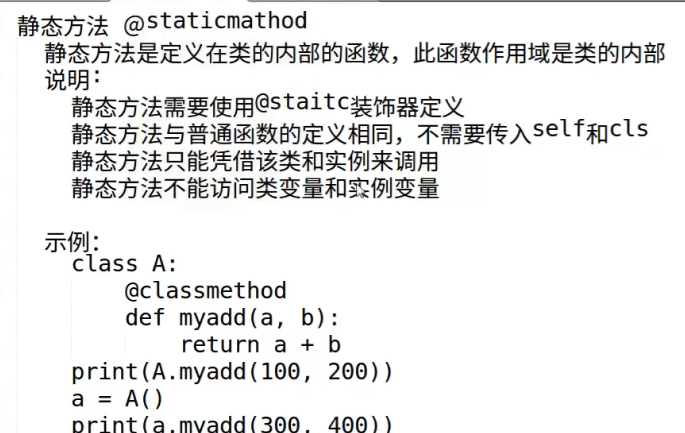 静态方法 @staticmathod
静态方法是定义在类的内部的函数，此函数作用域是类的内部
说明：
静态方法需要使用@staitc装饰器定义
静态方法与普通函数的定义相同，不需要传入self和cls
静态方法只能凭借该类和实例来调用
静态方法不能访问类变量和实例变量
示例：
class A:
@classmethod
def myadd(a, b):
return a + b
print(A.myadd(100, 200))
a = A()
print(a.myadd(300, 400))